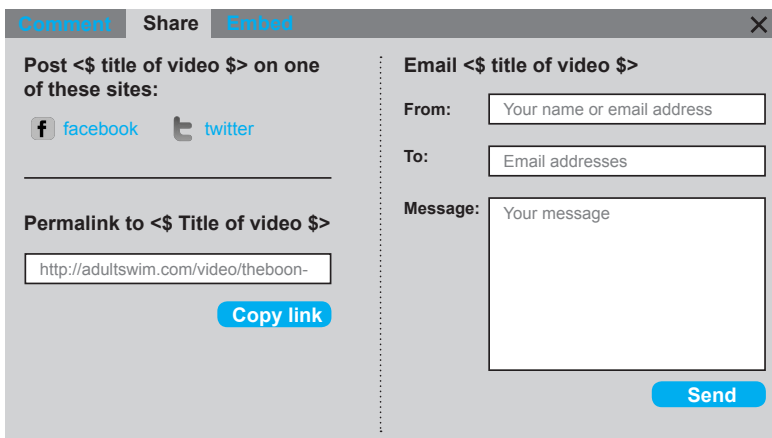 Comment Share Embed
Post <$ title of video $> on one
of these sites:
facebook twitter
Permalink to <$ Title of video $>
http://adultswim.com/video/theboon-
Copy link
Email <$ title of video $>
From: Your name or email address
To: Email addresses
Message: Your message
Send